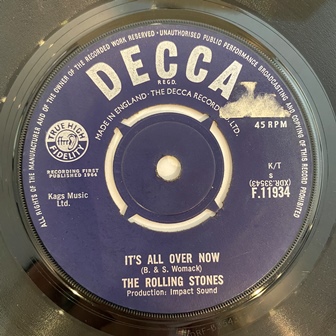 ALL RIGHTS OF THE MANUFACTURER AND OF THE OWNER OF THE RECORDED WORK RESERVED · UNAUTHORISED PUBLIC PERFORMANCE BROADCASTING AND COPYING OF THIS RECORD PROHIBITED
DECCA
REGD.
MADE IN ENGLAND · THE DECCA RECORD CO. LTD.
45 RPM
TRUE HIGH
ffrr
FIDELITY
RECORDING FIRST
PUBLISHED 1964
K/T
S
(XDR.33543)
F.11934
Kags Music
Ltd.
IT'S ALL OVER NOW
(B. & S. Womack)
THE ROLLING STONES
Production: Impact Sound